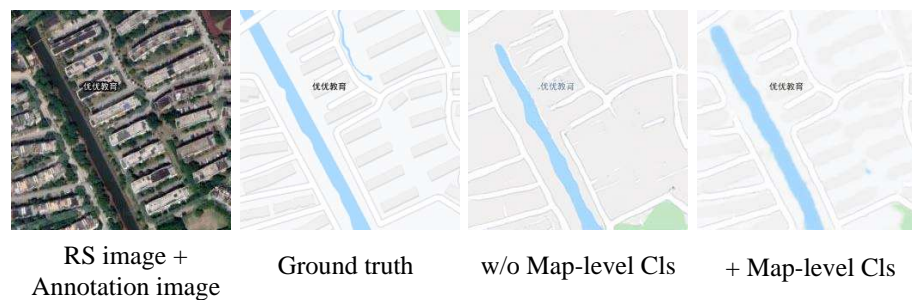 优优教育
优优教育
优优教育
优优教育
RS image +
Annotation image
Ground truth
w/o Map-level Cls
+ Map-level Cls